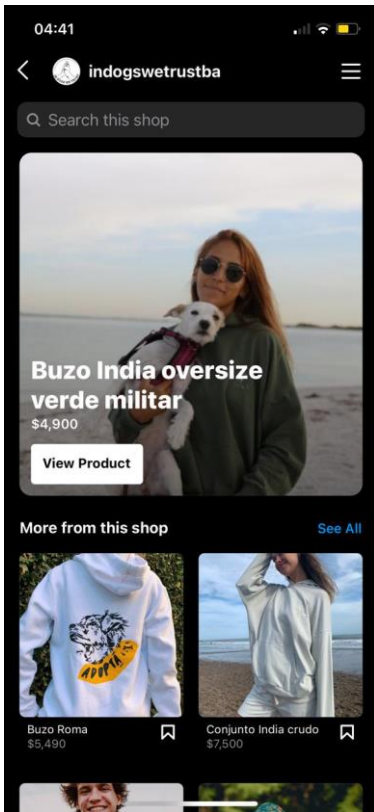 04:41
indogswetrustba
Search this shop
Buzo India oversize
verde militar
$4,900
View Product
More from this shop
See All
ADOPTÁ
Buzo Roma
$5,490
Conjunto India crudo
$7,500